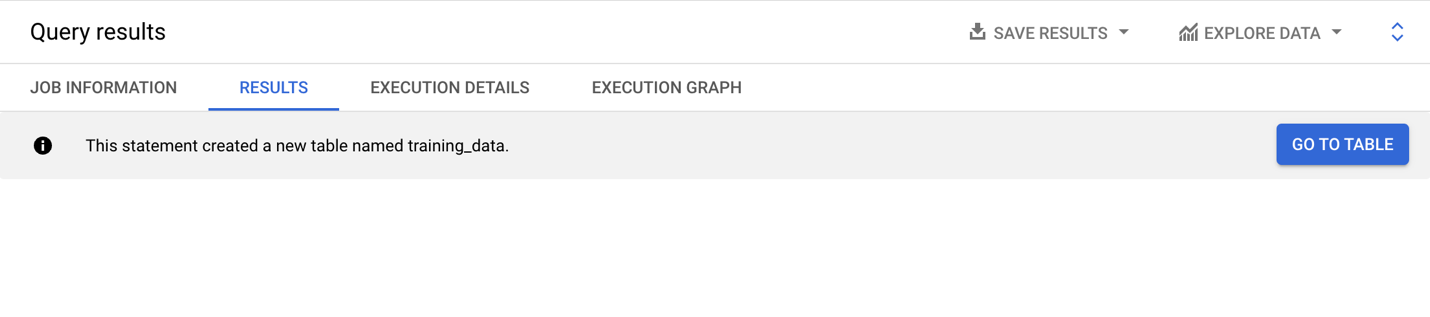 Query results
SAVE RESULTS
EXPLORE DATA
JOB INFORMATION
RESULTS
EXECUTION DETAILS
EXECUTION GRAPH
This statement created a new table named training_data.
GO TO TABLE